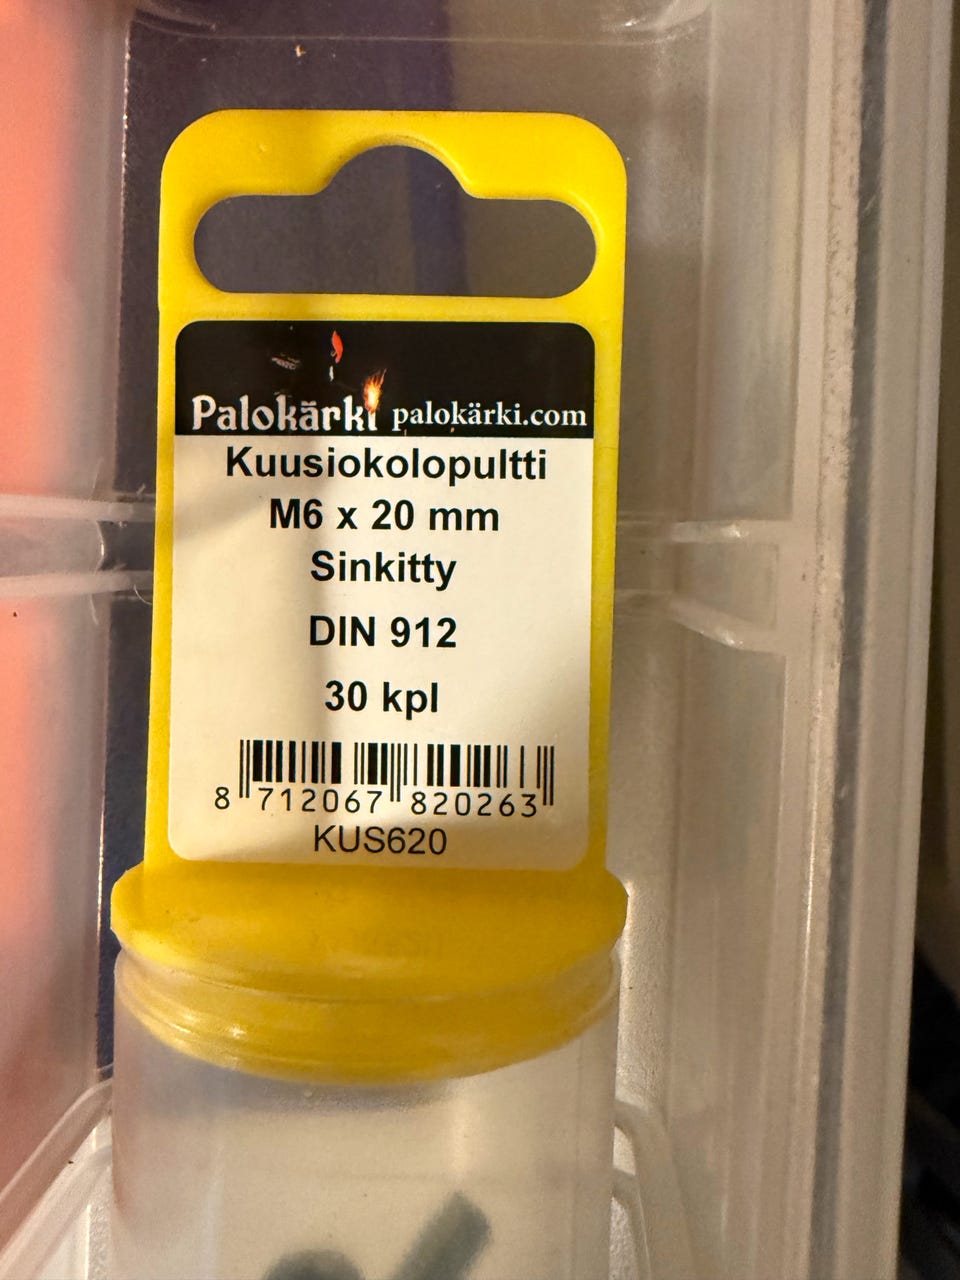 Palokärki palokärki.com
Kuusiokolopultti
M6 x 20 mm
Sinkitty
DIN 912
30 kpl
8 712067 820263
KUS620